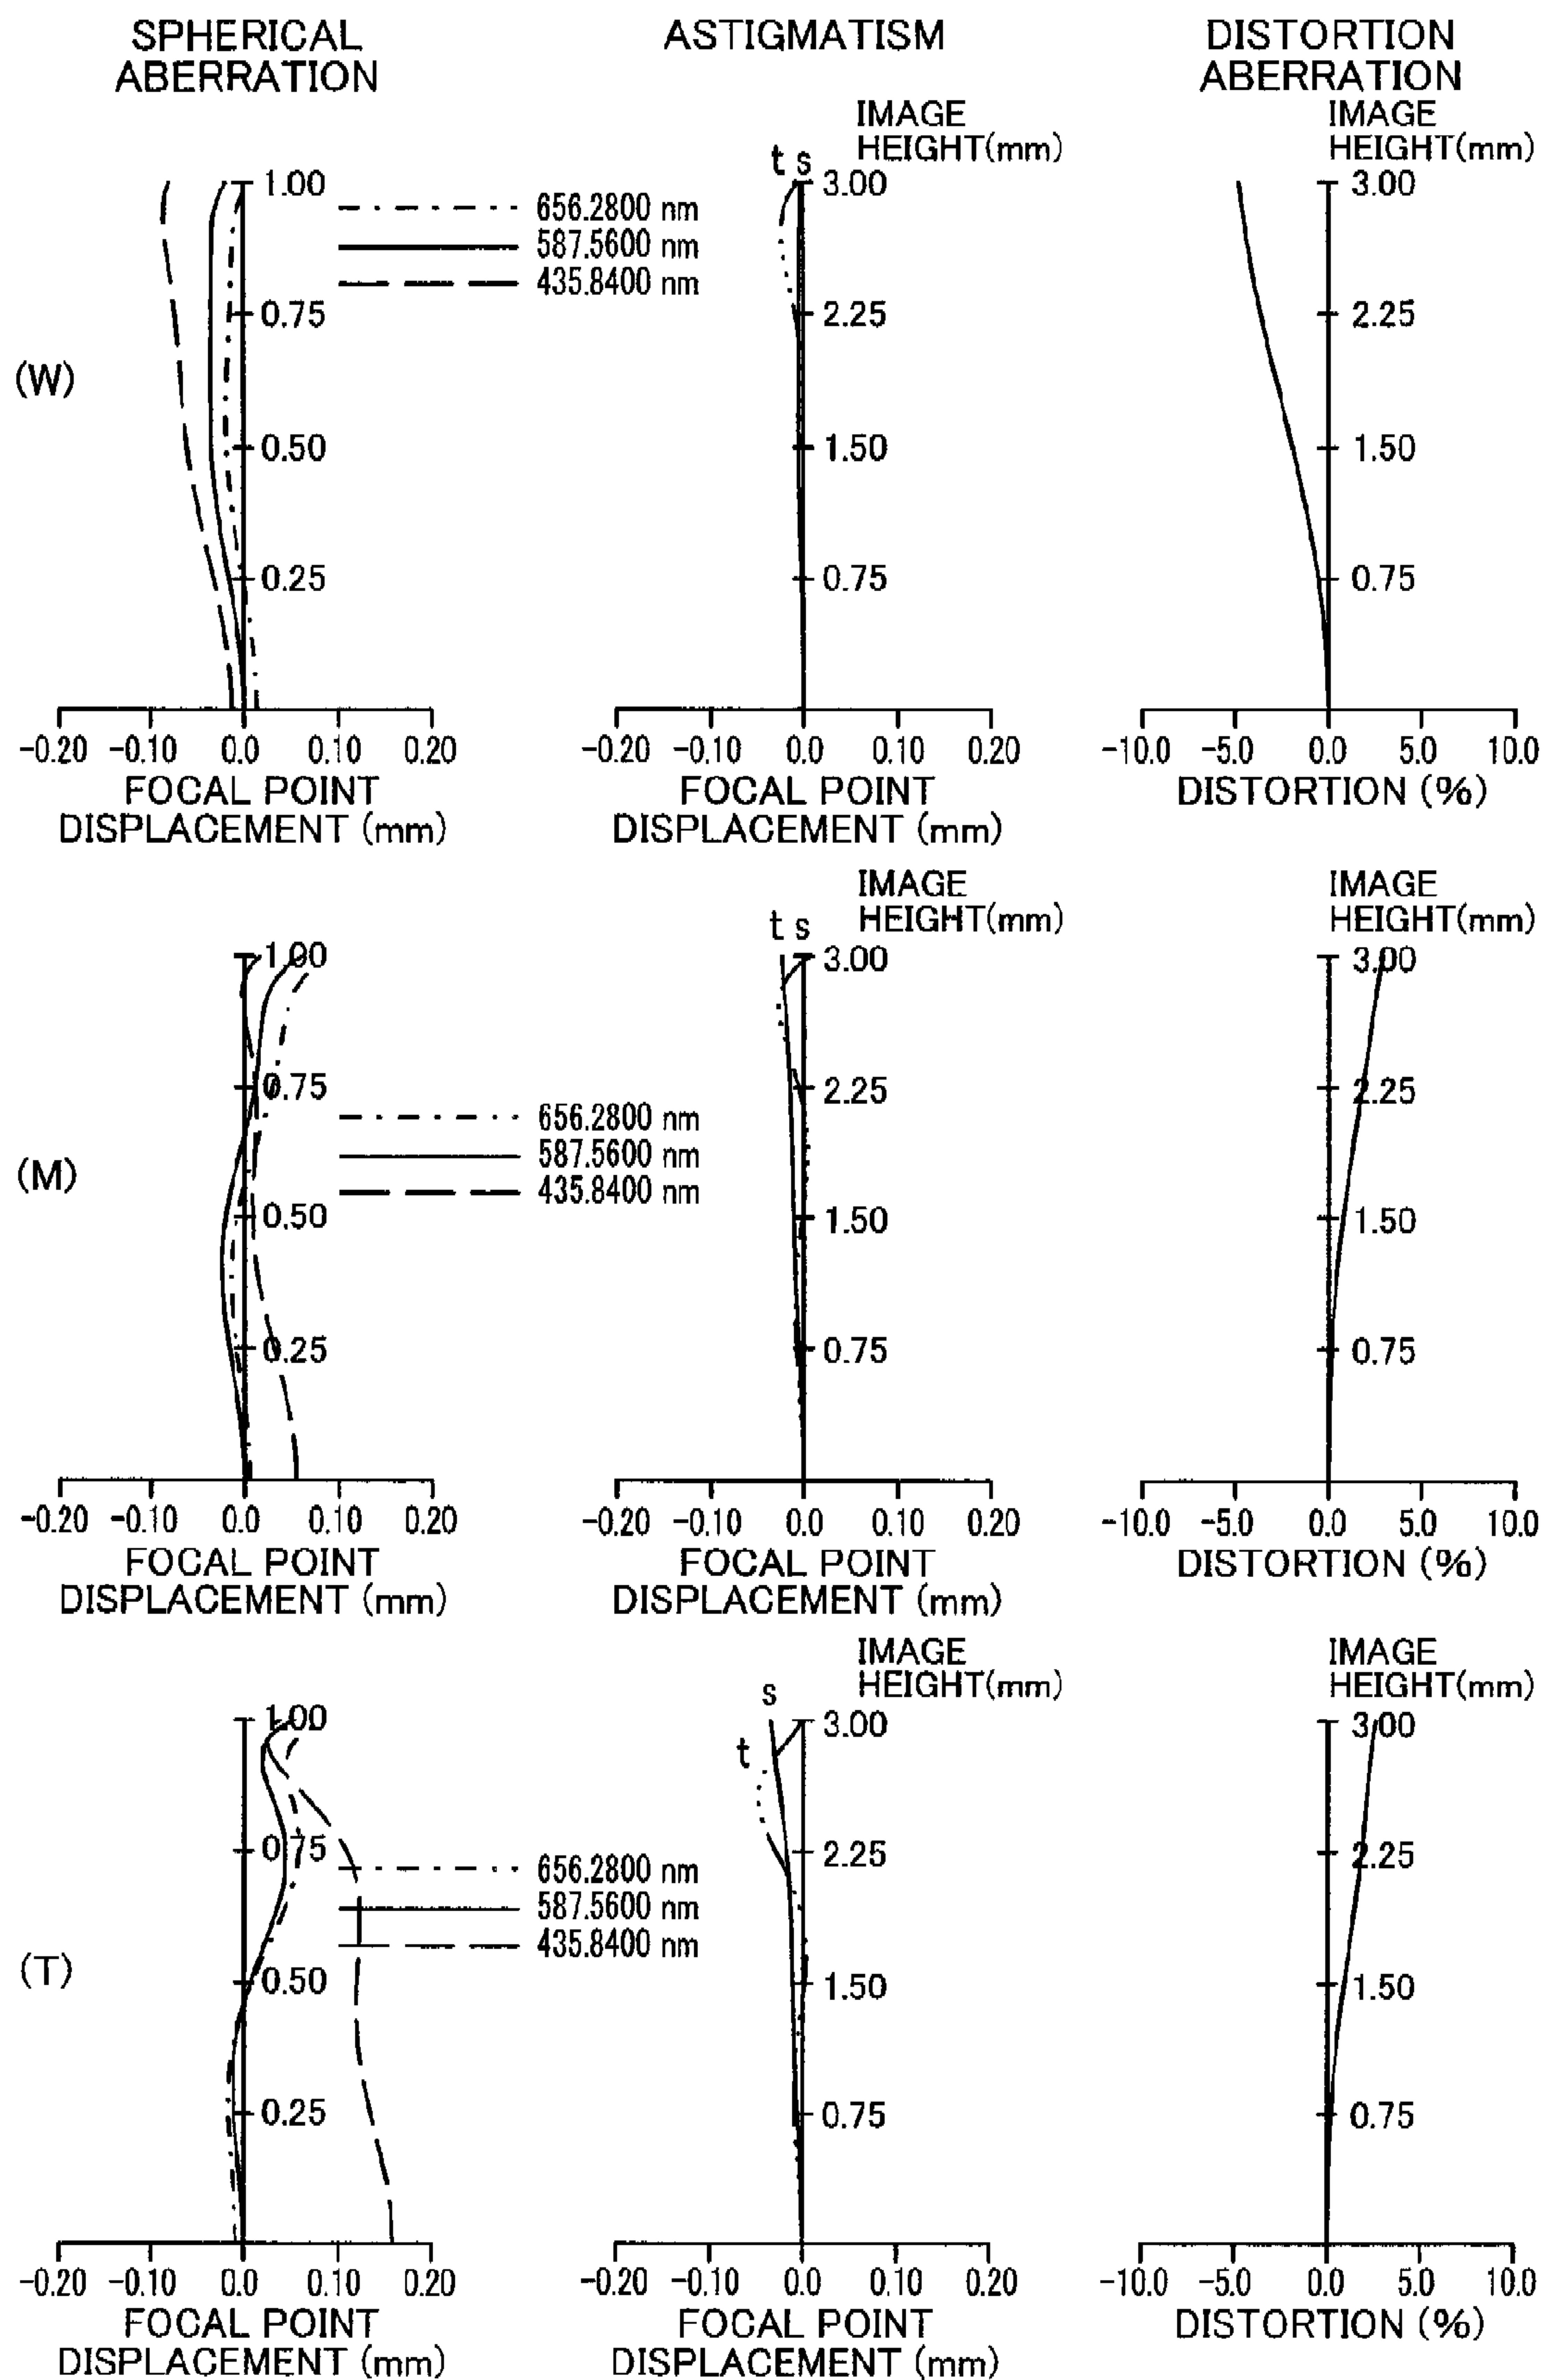 SPHERICAL
ABERRATION
ASTIGMATISM
DISTORTION
ABERRATION
IMAGE
HEIGHT(mm)
IMAGE
HEIGHT(mm)
t s
1.00
656.2800 nm
587.5600 nm
435.8400 nm
3.00
3.00
0.75
2.25
2.25
(W)
0.50
1.50
1.50
0.25
0.75
0.75
-0.20 -0.10 0.0 0.10 0.20
-0.20 -0.10 0.0 0.10 0.20
-10.0 -5.0 0.0 5.0 10.0
FOCAL POINT
DISPLACEMENT (mm)
FOCAL POINT
DISPLACEMENT (mm)
DISTORTION (%)
IMAGE
HEIGHT(mm)
IMAGE
HEIGHT(mm)
t s
1.00
3.00
3.00
0.75
2.25
2.25
656.2800 nm
587.5600 nm
435.8400 nm
(M)
0.50
1.50
1.50
0.25
0.75
0.75
-0.20 -0.10 0.0 0.10 0.20
-0.20 -0.10 0.0 0.10 0.20
-10.0 -5.0 0.0 5.0 10.0
FOCAL POINT
DISPLACEMENT (mm)
FOCAL POINT
DISPLACEMENT (mm)
DISTORTION (%)
IMAGE
HEIGHT(mm)
IMAGE
HEIGHT(mm)
s
t
1.00
3.00
3.00
0.75
2.25
2.25
656.2800 nm
587.5600 nm
435.8400 nm
(T)
0.50
1.50
1.50
0.25
0.75
0.75
-0.20 -0.10 0.0 0.10 0.20
-0.20 -0.10 0.0 0.10 0.20
-10.0 -5.0 0.0 5.0 10.0
FOCAL POINT
DISPLACEMENT (mm)
FOCAL POINT
DISPLACEMENT (mm)
DISTORTION (%)